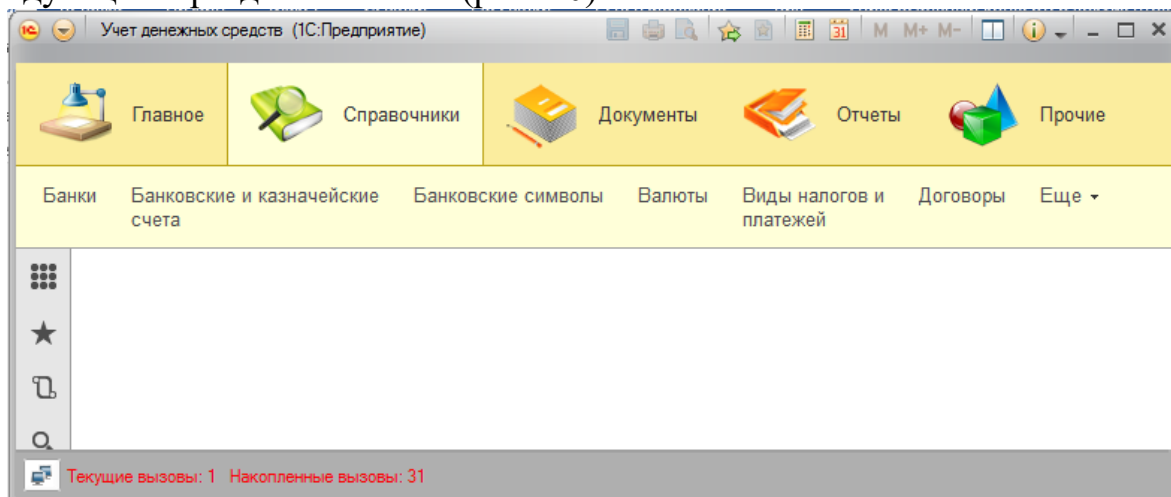 Учет денежных средств (1С:Предприятие)
31 M M+ M-
Главное Справочники Документы Отчеты Прочие
Банки Банковские и казначейские счета Банковские символы Валюты Виды налогов и платежей Договоры Еще
Текущие вызовы: 1 Накопленные вызовы: 31